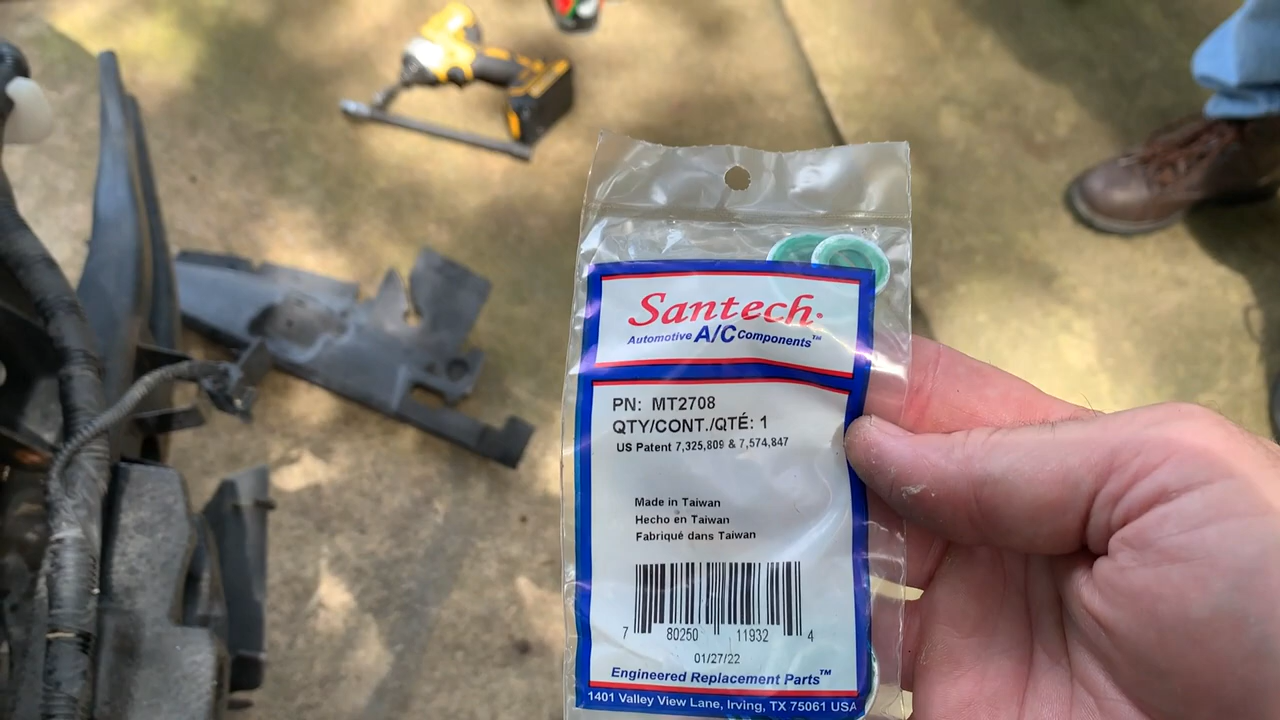 Santech®
Automotive A/C Components™
PN: MT2708
QTY/CONT./QTÉ: 1
US Patent 7,325,809 & 7,574,847
Made in Taiwan
Hecho en Taiwan
Fabriqué dans Taiwan
7 80250 11932 4
01/27/22
Engineered Replacement Parts™
1401 Valley View Lane, Irving, TX 75061 USA